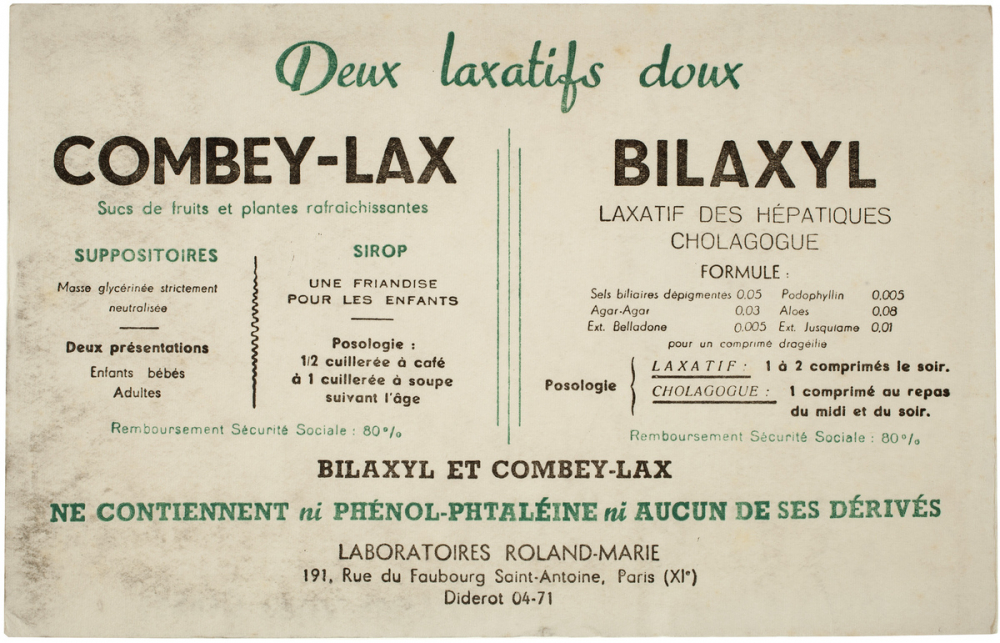 Deux laxatifs doux
COMBEY-LAX
Sucs de fruits et plantes rafraichissantes
SUPPOSITOIRES
Masse glycérinée strictement
neutralisée
Deux présentations
Enfants bébés
Adultes
SIROP
UNE FRIANDISE
POUR LES ENFANTS
Posologie :
1/2 cuillerée à café
à 1 cuillerée à soupe
suivant l'âge
Remboursement Sécurité Sociale : 80%
BILAXYL
LAXATIF DES HÉPATIQUES
CHOLAGOGUE
FORMULE :
Sels biliaires dépigmentés 0.05 Podophyllin 0,005
Agar-Agar 0,03 Aloes 0,08
Ext. Belladone 0.005 Ext. Jusquiame 0,01
pour un comprimé dragéifié
Posologie
LAXATIF : 1 à 2 comprimés le soir.
CHOLAGOGUE : 1 comprimé au repas
du midi et du soir.
Remboursement Sécurité Sociale : 80%
BILAXYL ET COMBEY-LAX
NE CONTIENNENT ni PHÉNOL-PHTALÉINE ni AUCUN DE SES DÉRIVÉS
LABORATOIRES ROLAND-MARIE
191, Rue du Faubourg Saint-Antoine, Paris (XIe)
Diderot 04-71